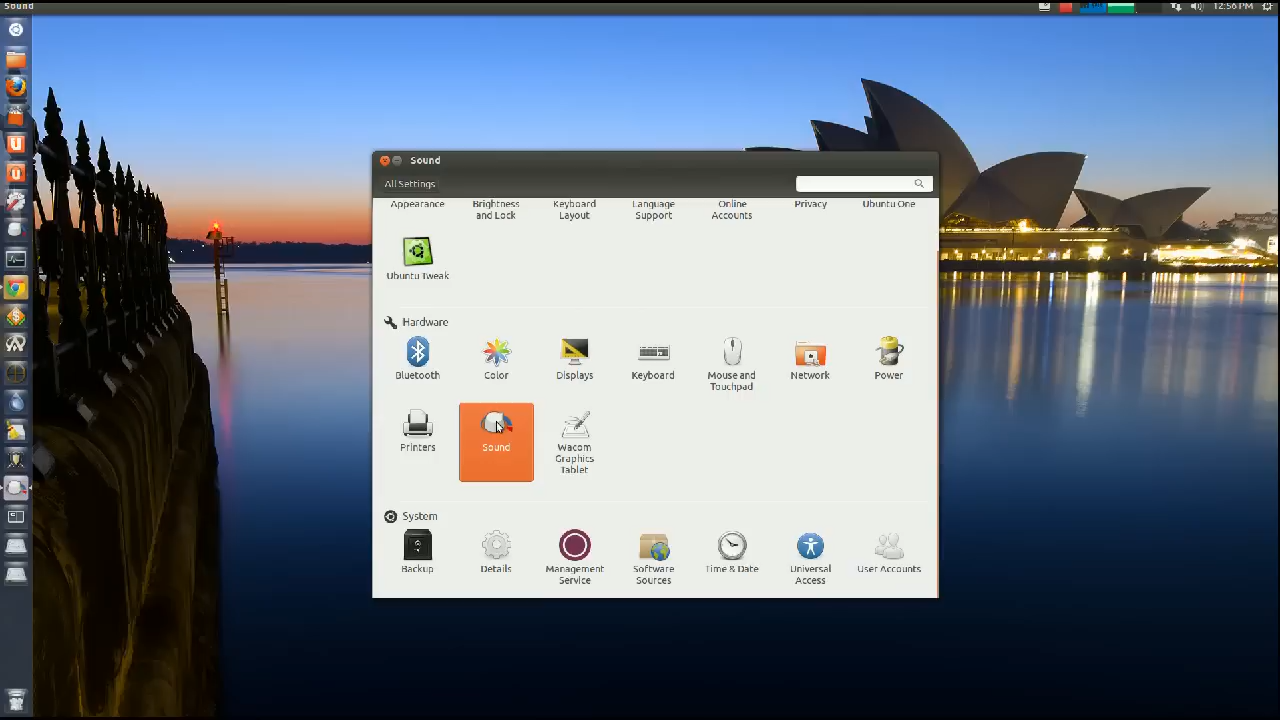 Sound
12:56 PM
Sound
All Settings
Appearance
Brightness
and Lock
Keyboard
Layout
Language
Support
Online
Accounts
Privacy
Ubuntu One
Ubuntu Tweak
Hardware
Bluetooth
Color
Displays
Keyboard
Mouse and
Touchpad
Network
Power
Printers
Sound
Wacom
Graphics
Tablet
System
Backup
Details
Management
Service
Software
Sources
Time & Date
Universal
Access
User Accounts